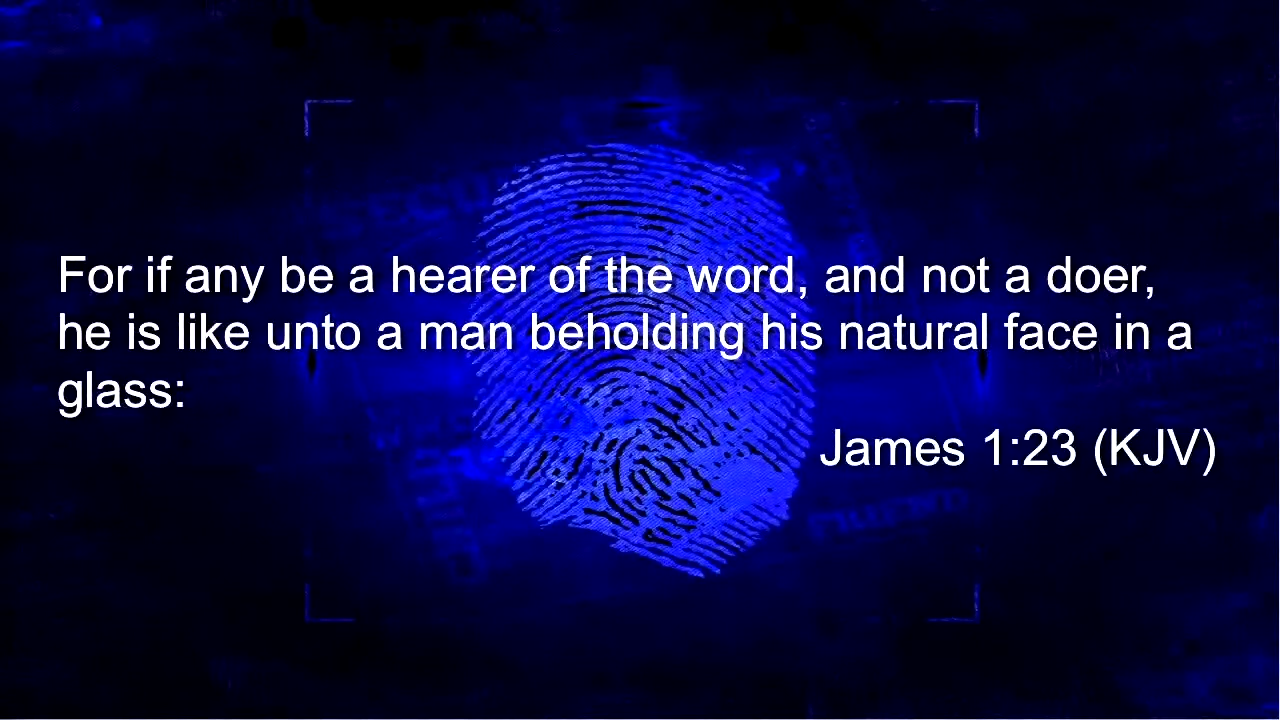 For if any be a hearer of the word, and not a doer,
he is like unto a man beholding his natural face in a
glass:
James 1:23 (KJV)